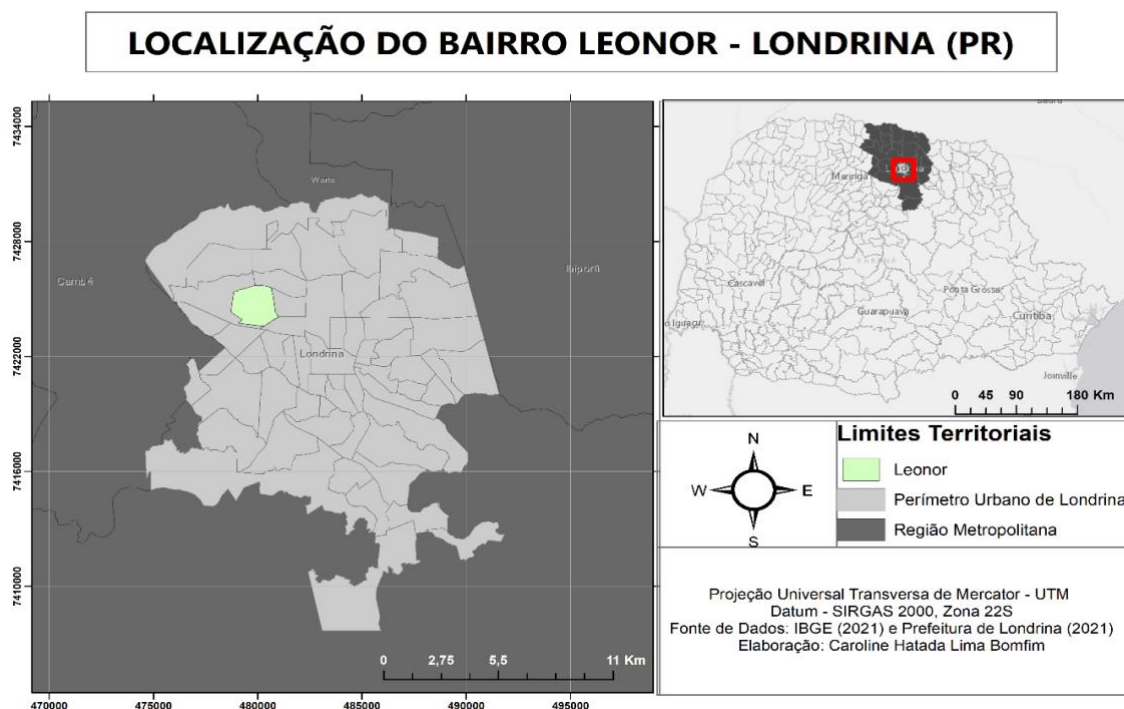 LOCALIZAÇÃO DO BAIRRO LEONOR - LONDRINA (PR)
7434000
7428000
7422000
7416000
7410000
Warta
Cambé
Ibiporã
Londrina
0 2,75 5,5 11 Km
470000 475000 480000 485000 490000 495000
Maringá
PARANÁ
Cascavel
Ponta Grossa
Guarapuava
Curitiba
Joinville
0 45 90 180 Km
N
W E
S
Limites Territoriais
Leonor
Perímetro Urbano de Londrina
Região Metropolitana
Projeção Universal Transversa de Mercator - UTM
Datum - SIRGAS 2000, Zona 22S
Fonte de Dados: IBGE (2021) e Prefeitura de Londrina (2021)
Elaboração: Caroline Hatada Lima Bomfim